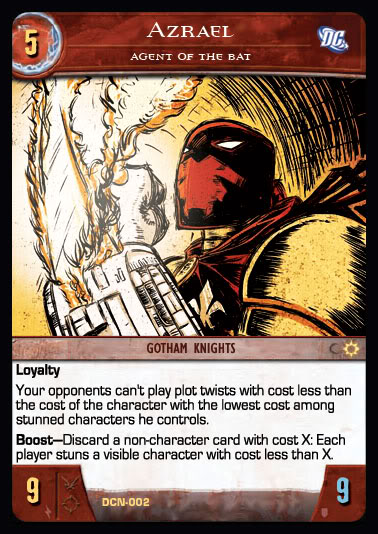 5
AZRAEL
AGENT OF THE BAT
DC
GOTHAM KNIGHTS
Loyalty
Your opponents can't play plot twists with cost less than
the cost of the character with the lowest cost among
stunned characters he controls.
Boost—Discard a non-character card with cost X: Each
player stuns a visible character with cost less than X.
9
DCN-002
9